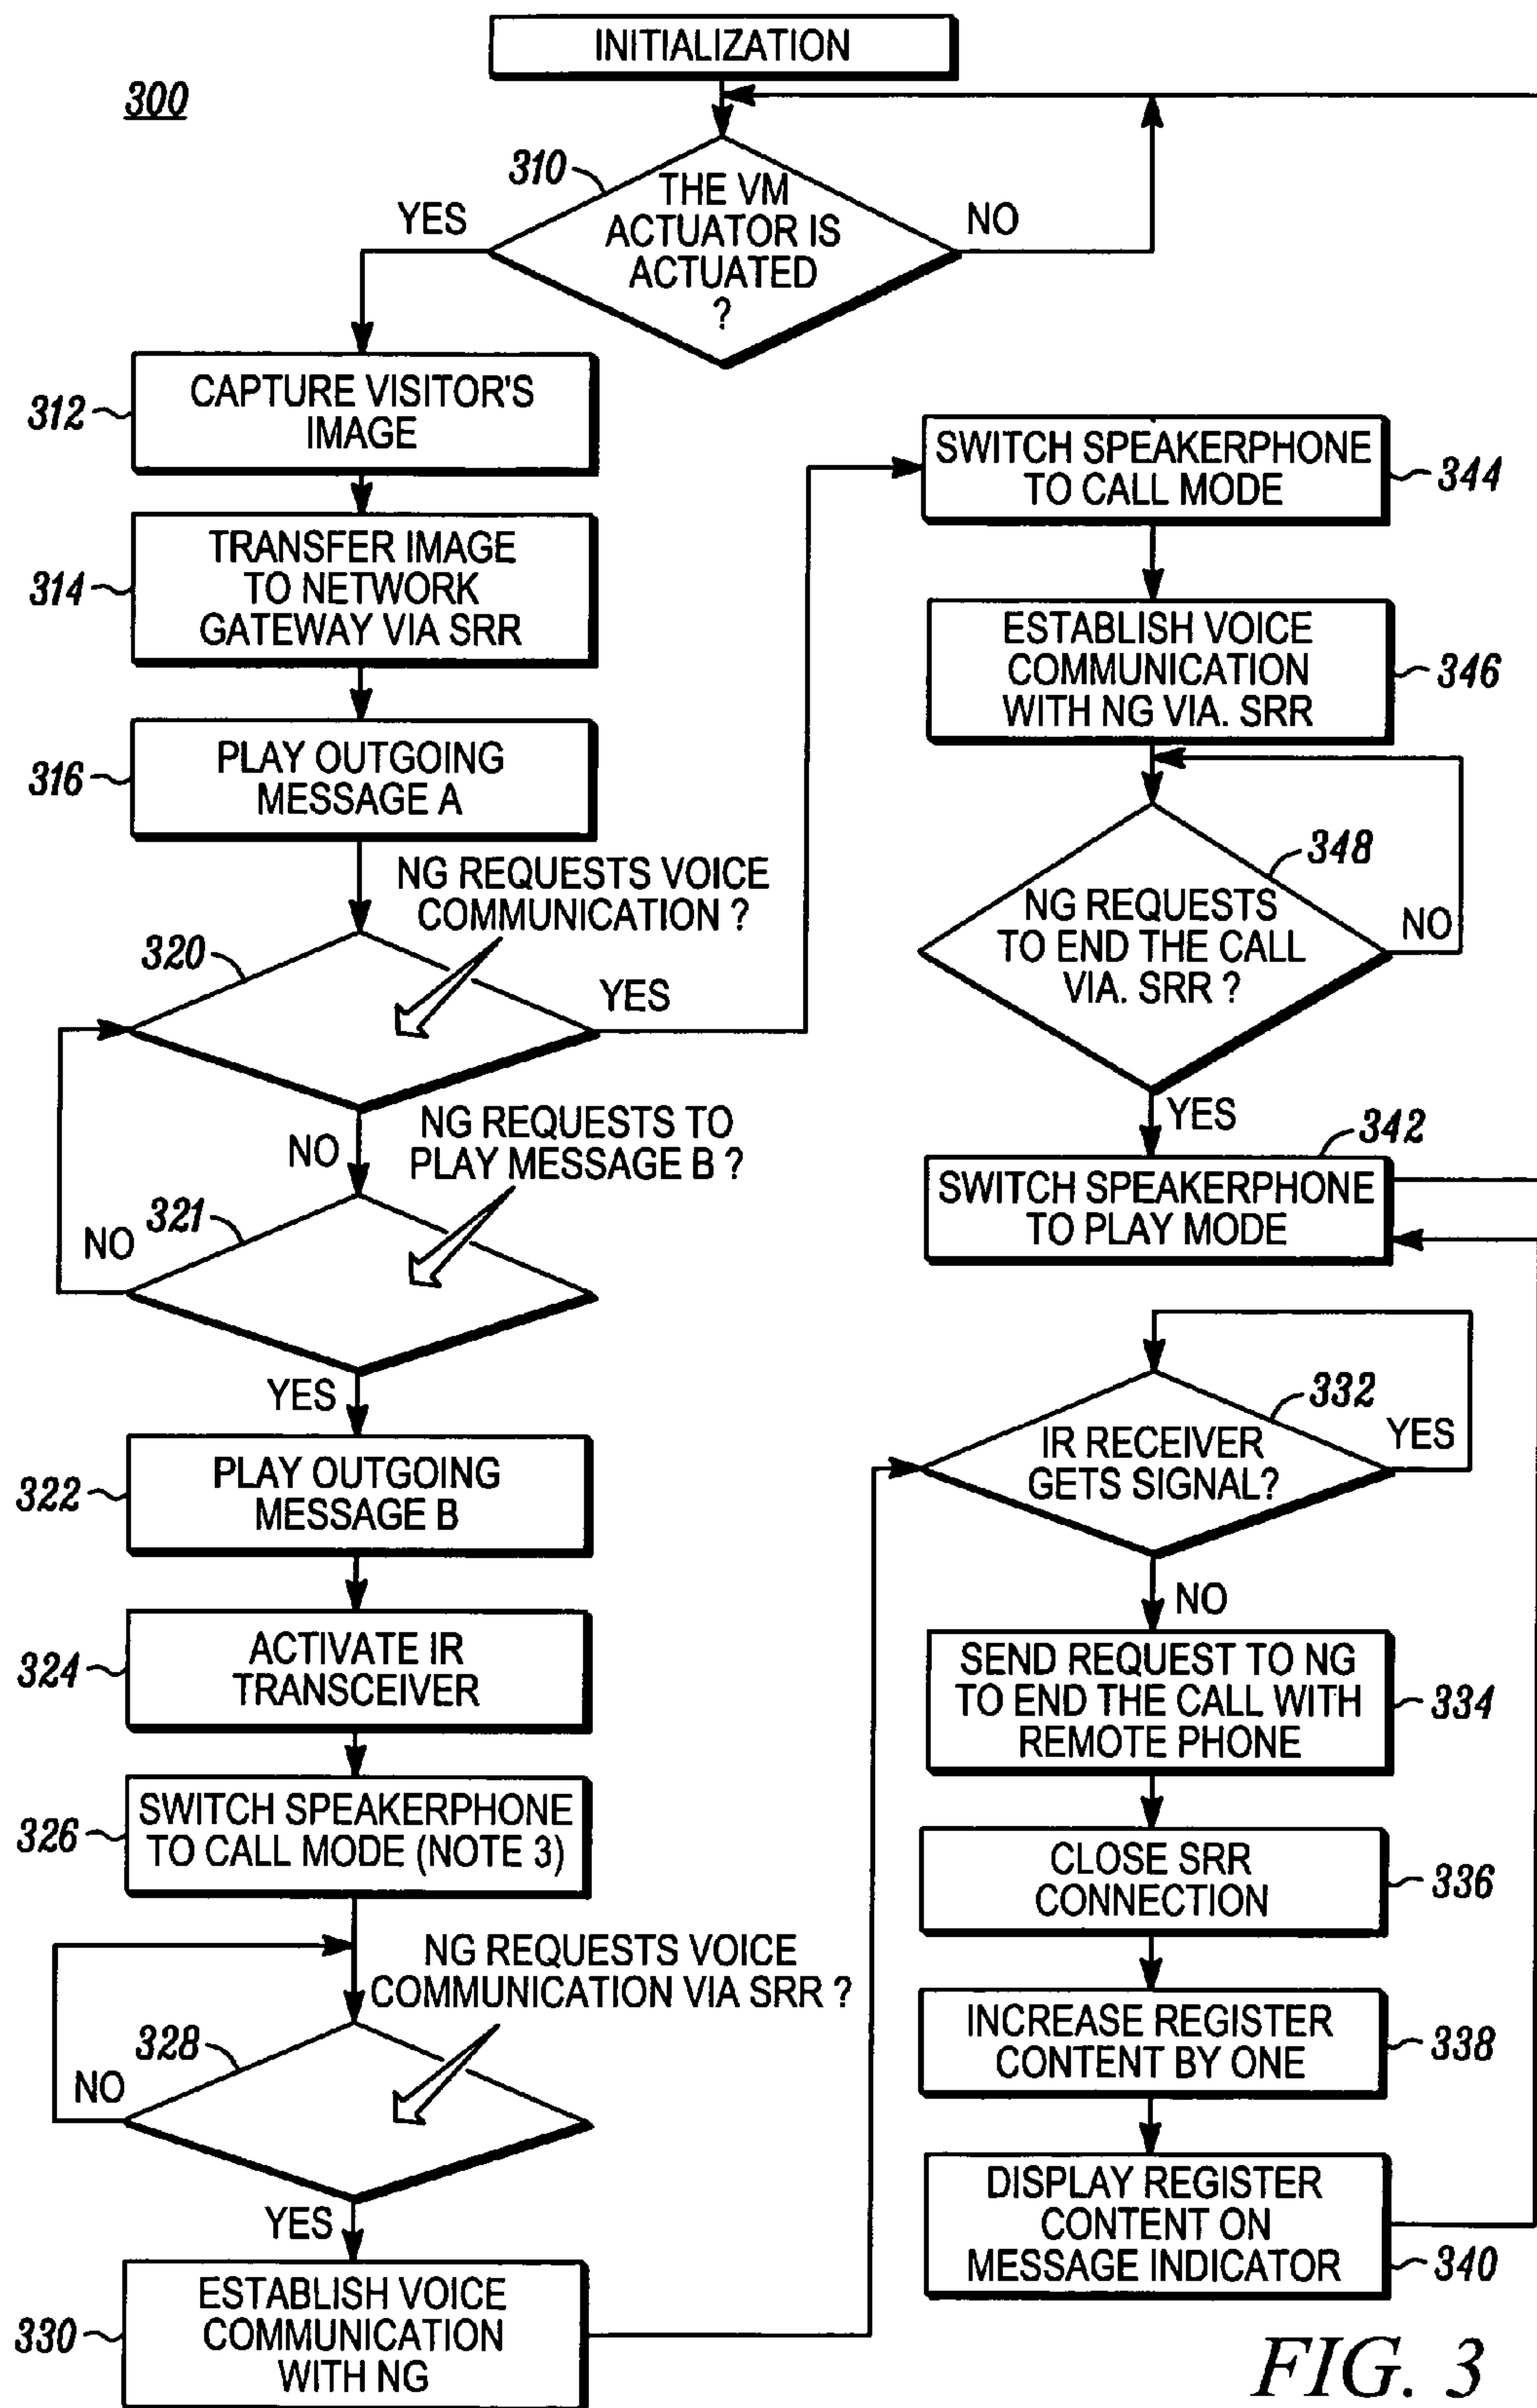 INITIALIZATION
300
310
THE VM
ACTUATOR IS
ACTUATED
?
YES
NO
312
CAPTURE VISITOR'S
IMAGE
314
TRANSFER IMAGE
TO NETWORK
GATEWAY VIA SRR
316
PLAY OUTGOING
MESSAGE A
NG REQUESTS VOICE
COMMUNICATION ?
320
YES
NO
NG REQUESTS TO
PLAY MESSAGE B ?
321
NO
YES
322
PLAY OUTGOING
MESSAGE B
324
ACTIVATE IR
TRANSCEIVER
326
SWITCH SPEAKERPHONE
TO CALL MODE (NOTE 3)
NG REQUESTS VOICE
COMMUNICATION VIA SRR ?
328
NO
YES
330
ESTABLISH VOICE
COMMUNICATION
WITH NG
SWITCH SPEAKERPHONE
TO CALL MODE
344
ESTABLISH VOICE
COMMUNICATION
WITH NG VIA. SRR
346
348
NG REQUESTS
TO END THE CALL
VIA. SRR ?
NO
YES
342
SWITCH SPEAKERPHONE
TO PLAY MODE
332
IR RECEIVER
GETS SIGNAL?
YES
NO
SEND REQUEST TO NG
TO END THE CALL WITH
REMOTE PHONE
334
CLOSE SRR
CONNECTION
336
INCREASE REGISTER
CONTENT BY ONE
338
DISPLAY REGISTER
CONTENT ON
MESSAGE INDICATOR
340
FIG. 3